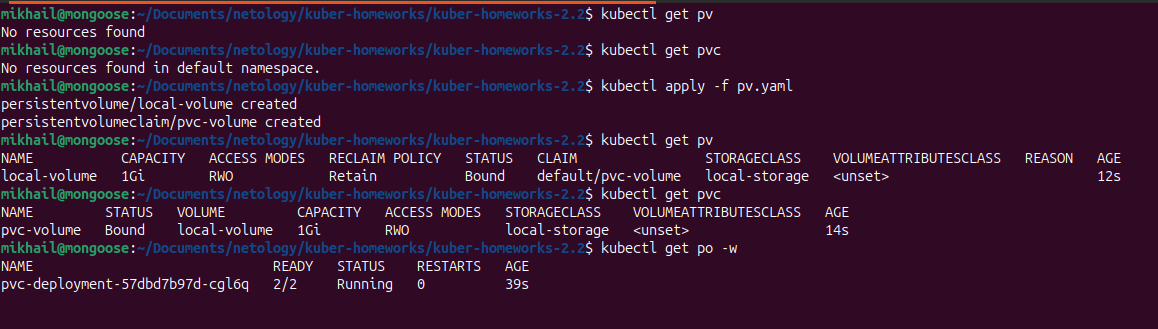 mikhail@mongoose:~/Documents/netology/kuber-homeworks/kuber-homeworks-2.2$ kubectl get pv
No resources found
mikhail@mongoose:~/Documents/netology/kuber-homeworks/kuber-homeworks-2.2$ kubectl get pvc
No resources found in default namespace.
mikhail@mongoose:~/Documents/netology/kuber-homeworks/kuber-homeworks-2.2$ kubectl apply -f pv.yaml
persistentvolume/local-volume created
persistentvolumeclaim/pvc-volume created
mikhail@mongoose:~/Documents/netology/kuber-homeworks/kuber-homeworks-2.2$ kubectl get pv
NAME CAPACITY ACCESS MODES RECLAIM POLICY STATUS CLAIM STORAGECLASS VOLUMEATTRIBUTESCLASS REASON AGE
local-volume 1Gi RWO Retain Bound default/pvc-volume local-storage <unset> 12s
mikhail@mongoose:~/Documents/netology/kuber-homeworks/kuber-homeworks-2.2$ kubectl get pvc
NAME STATUS VOLUME CAPACITY ACCESS MODES STORAGECLASS VOLUMEATTRIBUTESCLASS AGE
pvc-volume Bound local-volume 1Gi RWO local-storage <unset> 14s
mikhail@mongoose:~/Documents/netology/kuber-homeworks/kuber-homeworks-2.2$ kubectl get po -w
NAME READY STATUS RESTARTS AGE
pvc-deployment-57dbd7b97d-cgl6q 2/2 Running 0 39s